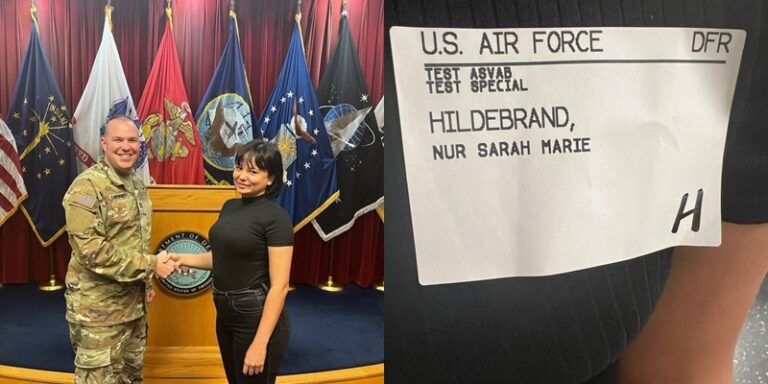 U.S. AIR FORCE DFR
TEST ASVAB
TEST SPECIAL
HILDEBRAND,
NUR SARAH MARIE
H